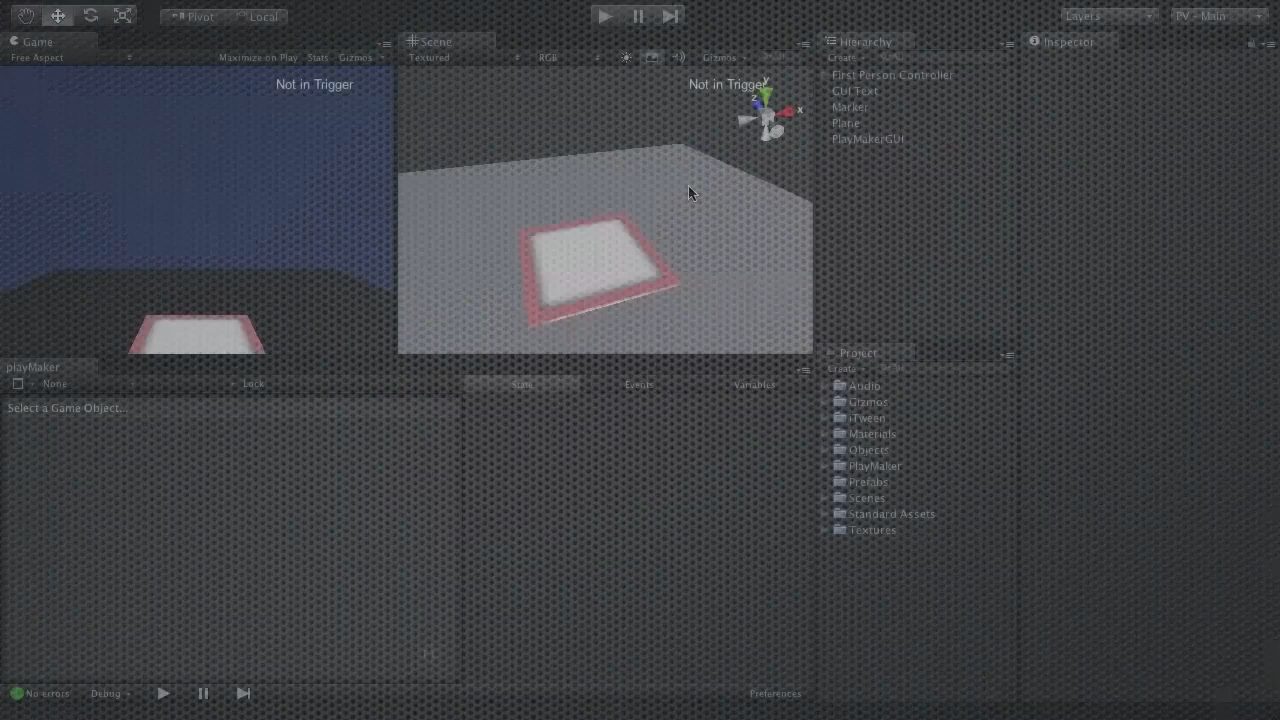 Pivot Local Layers PV - Main
Game Scene Hierarchy Inspector
Free Aspect Maximize on Play Stats Gizmos Textured RGB Gizmos Create
Not in Trigger Not in Trigger
y
z
x
First Person Controller
GUI Text
Marker
Plane
PlayMakerGUI
playMaker Project
None Lock State Events Variables Create
Select a Game Object...
Audio
Gizmos
iTween
Materials
Objects
PlayMaker
Prefabs
Scenes
Standard Assets
Textures
No errors Debug Preferences